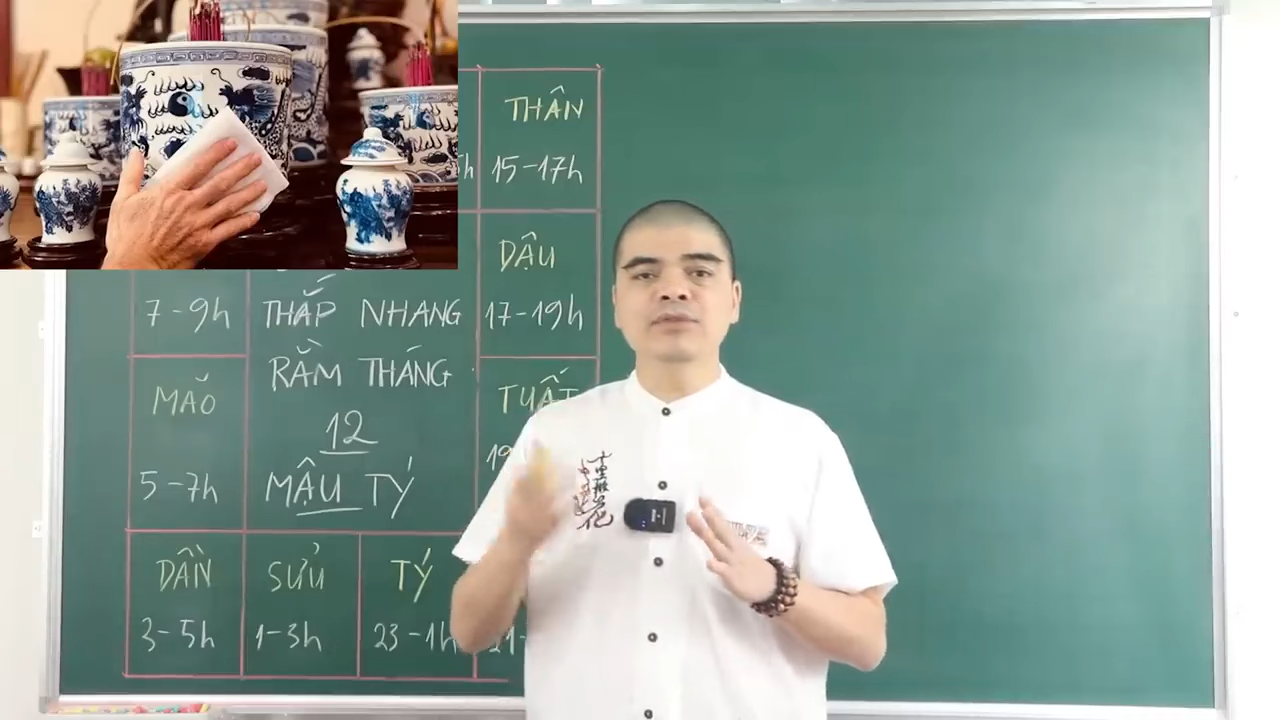 THÂN
15-17h
DẬU
7-9h THẮP NHANG 17-19h
RẰM THÁNG
MÃO TUẤT
12
5-7h MẬU TÝ
DẦN SỬU TÝ
3-5h 1-3h 23-1h 21-